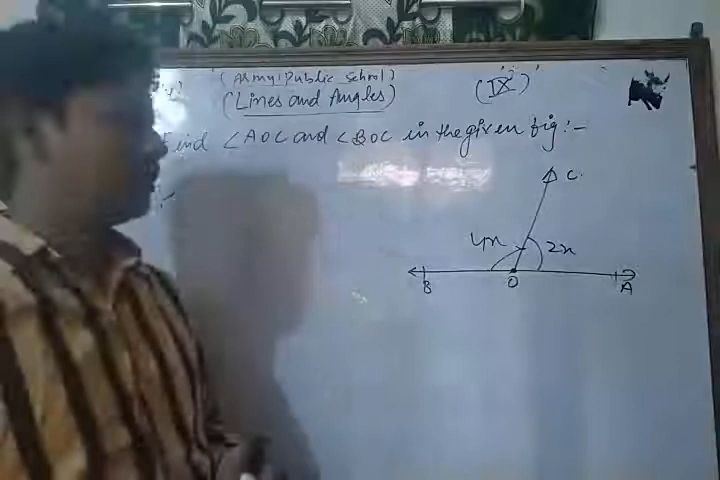 (Army Public School)
(Lines and Angles)
(IX)
Find ∠AOC and ∠BOC in the given fig:-
C
4x
2x
B
O
A